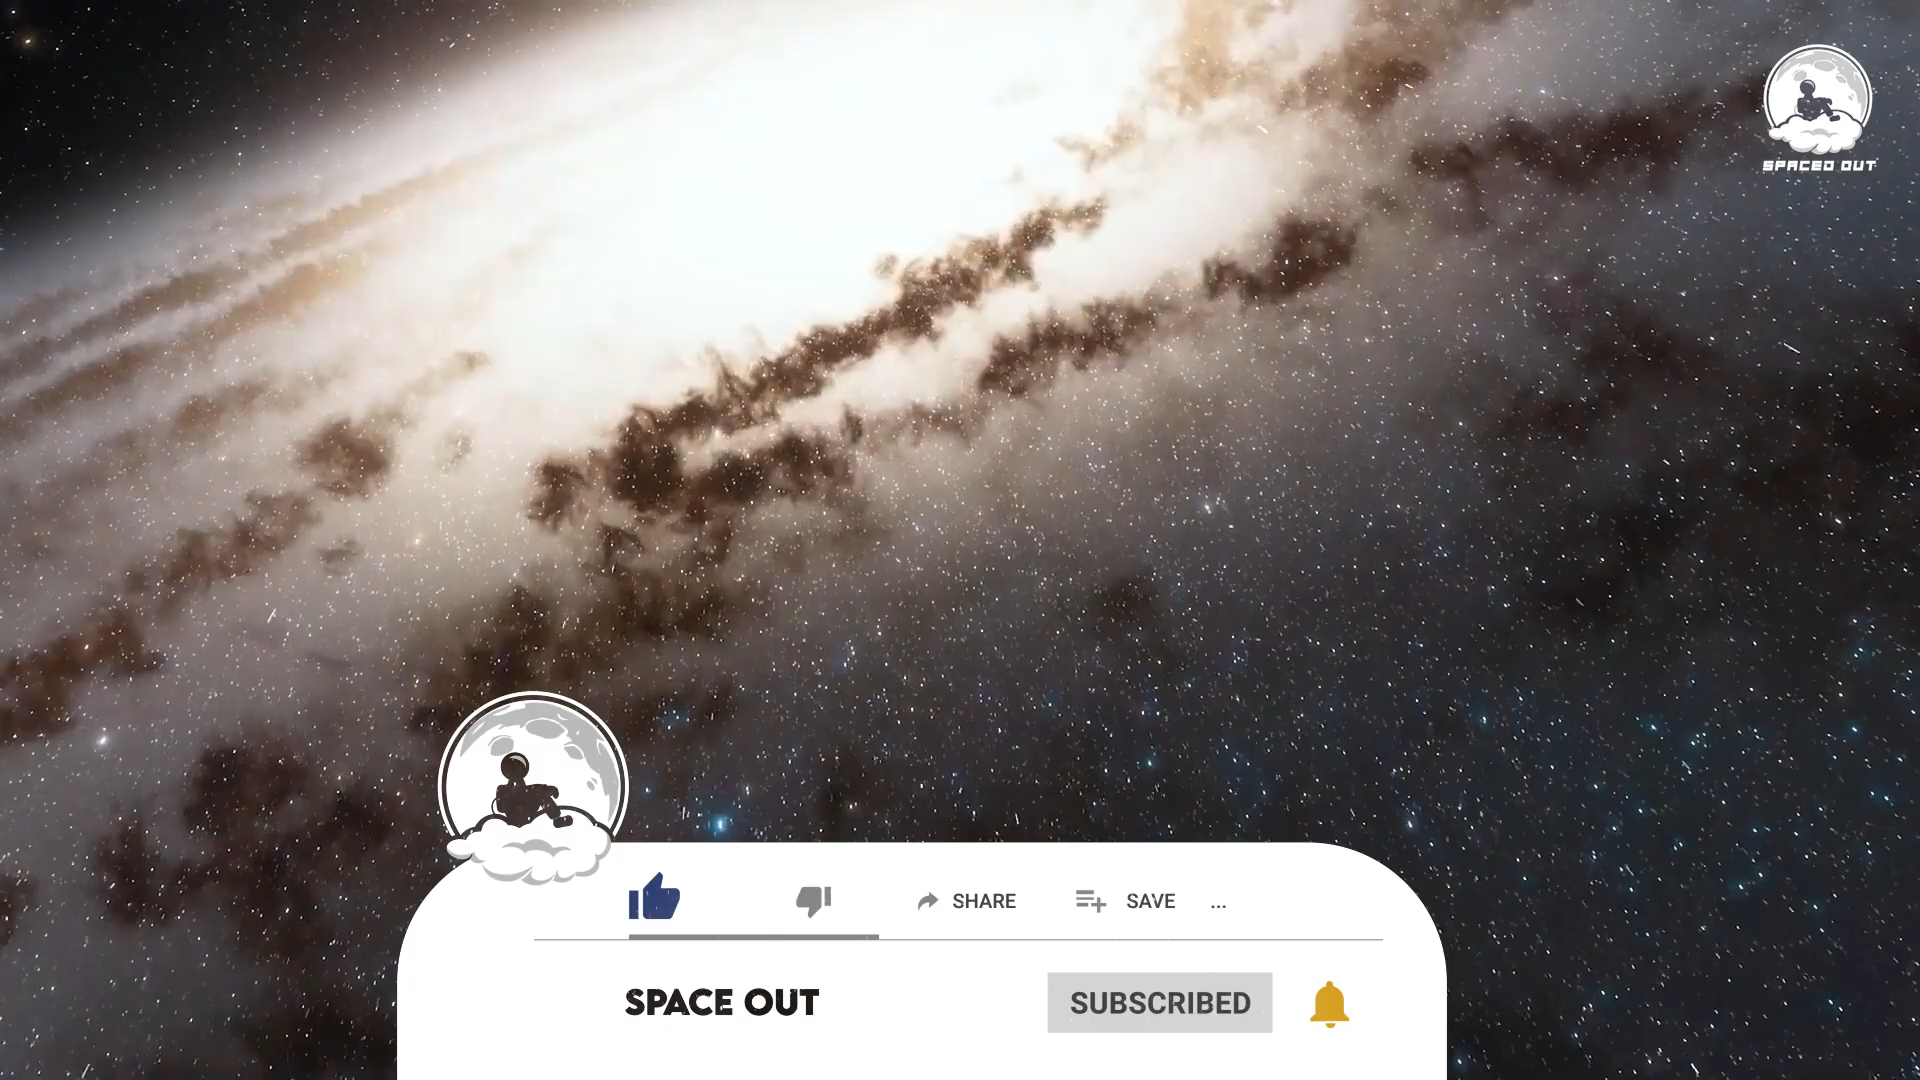 SPACED OUT
SHARE
SAVE
...
SPACE OUT
SUBSCRIBED